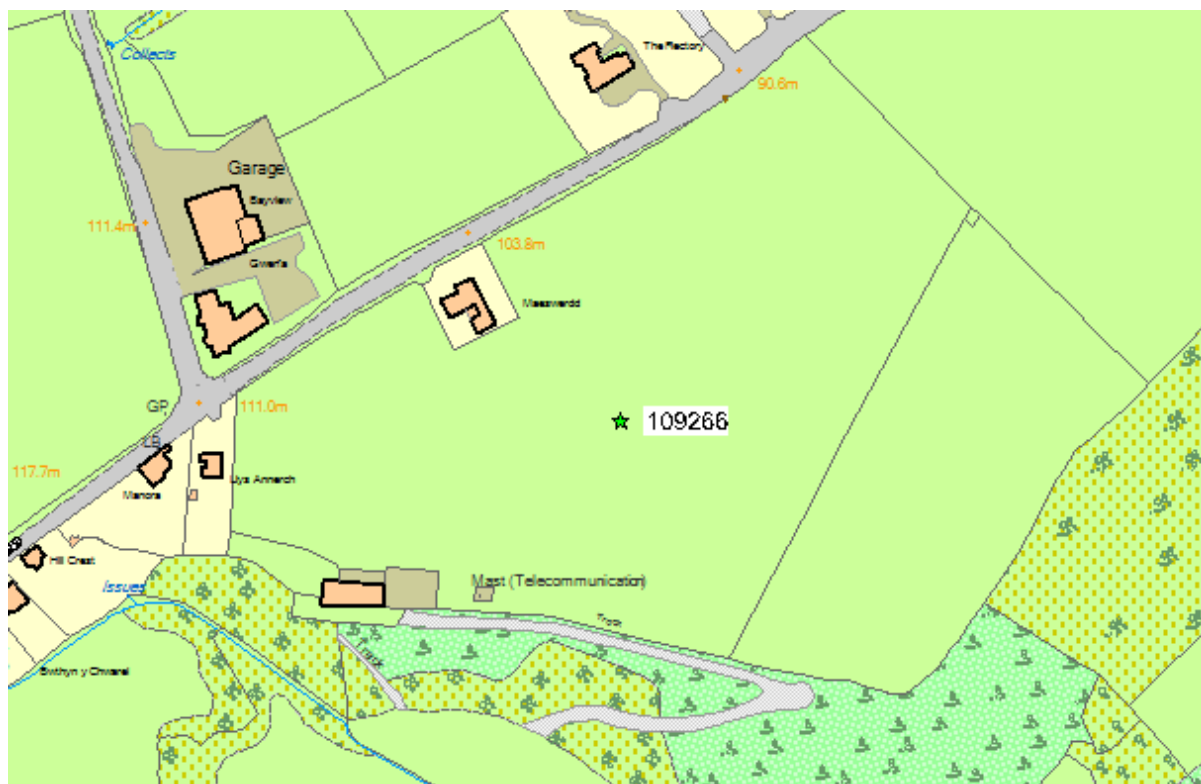 Collects
The Rectory
90.6m
Garage
Bayview
111.4m
103.8m
Gwerfa
Maeswerdd
GP
111.0m
109266
LB
117.7m
Llys Annerch
Manora
Hill Crest
Issues
Mast (Telecommunication)
Track
Track
Bwthyn y Chwarel